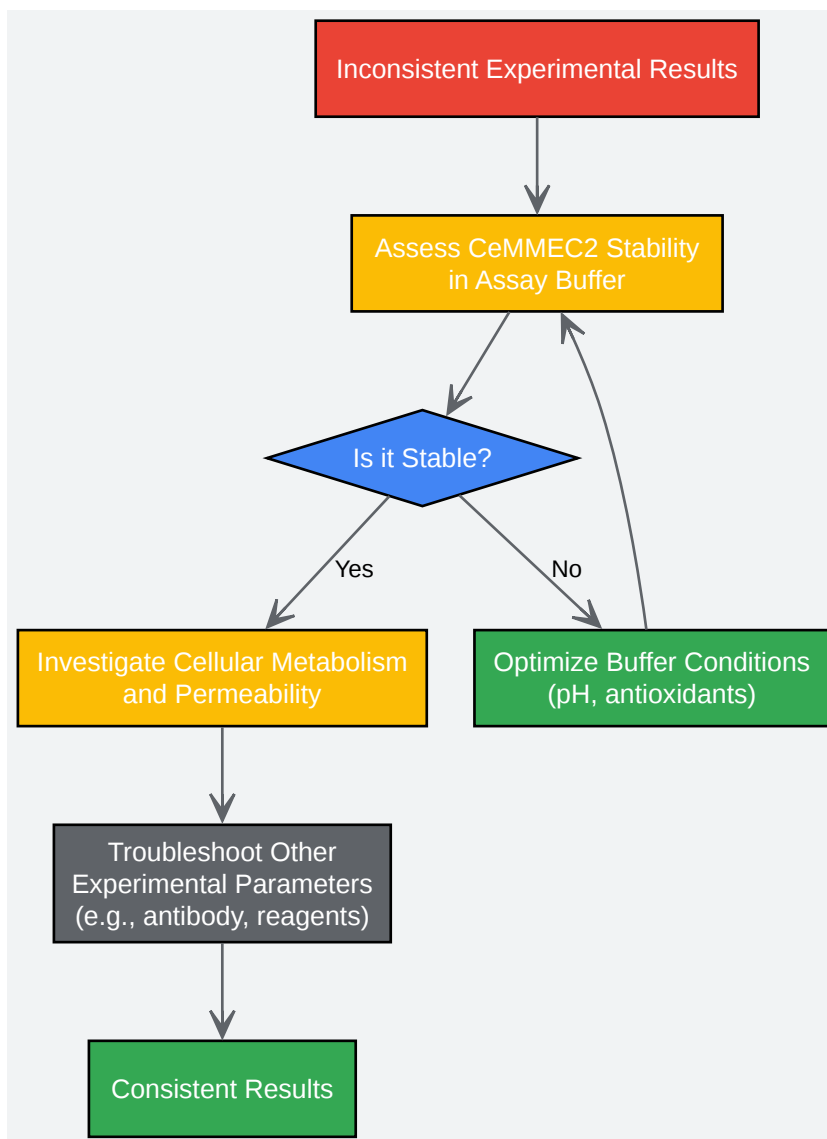 Inconsistent Experimental Results
Assess CeMMEC2 Stability
in Assay Buffer
Is it Stable?
Yes
No
Investigate Cellular Metabolism
and Permeability
Optimize Buffer Conditions
(pH, antioxidants)
Troubleshoot Other
Experimental Parameters
(e.g., antibody, reagents)
Consistent Results